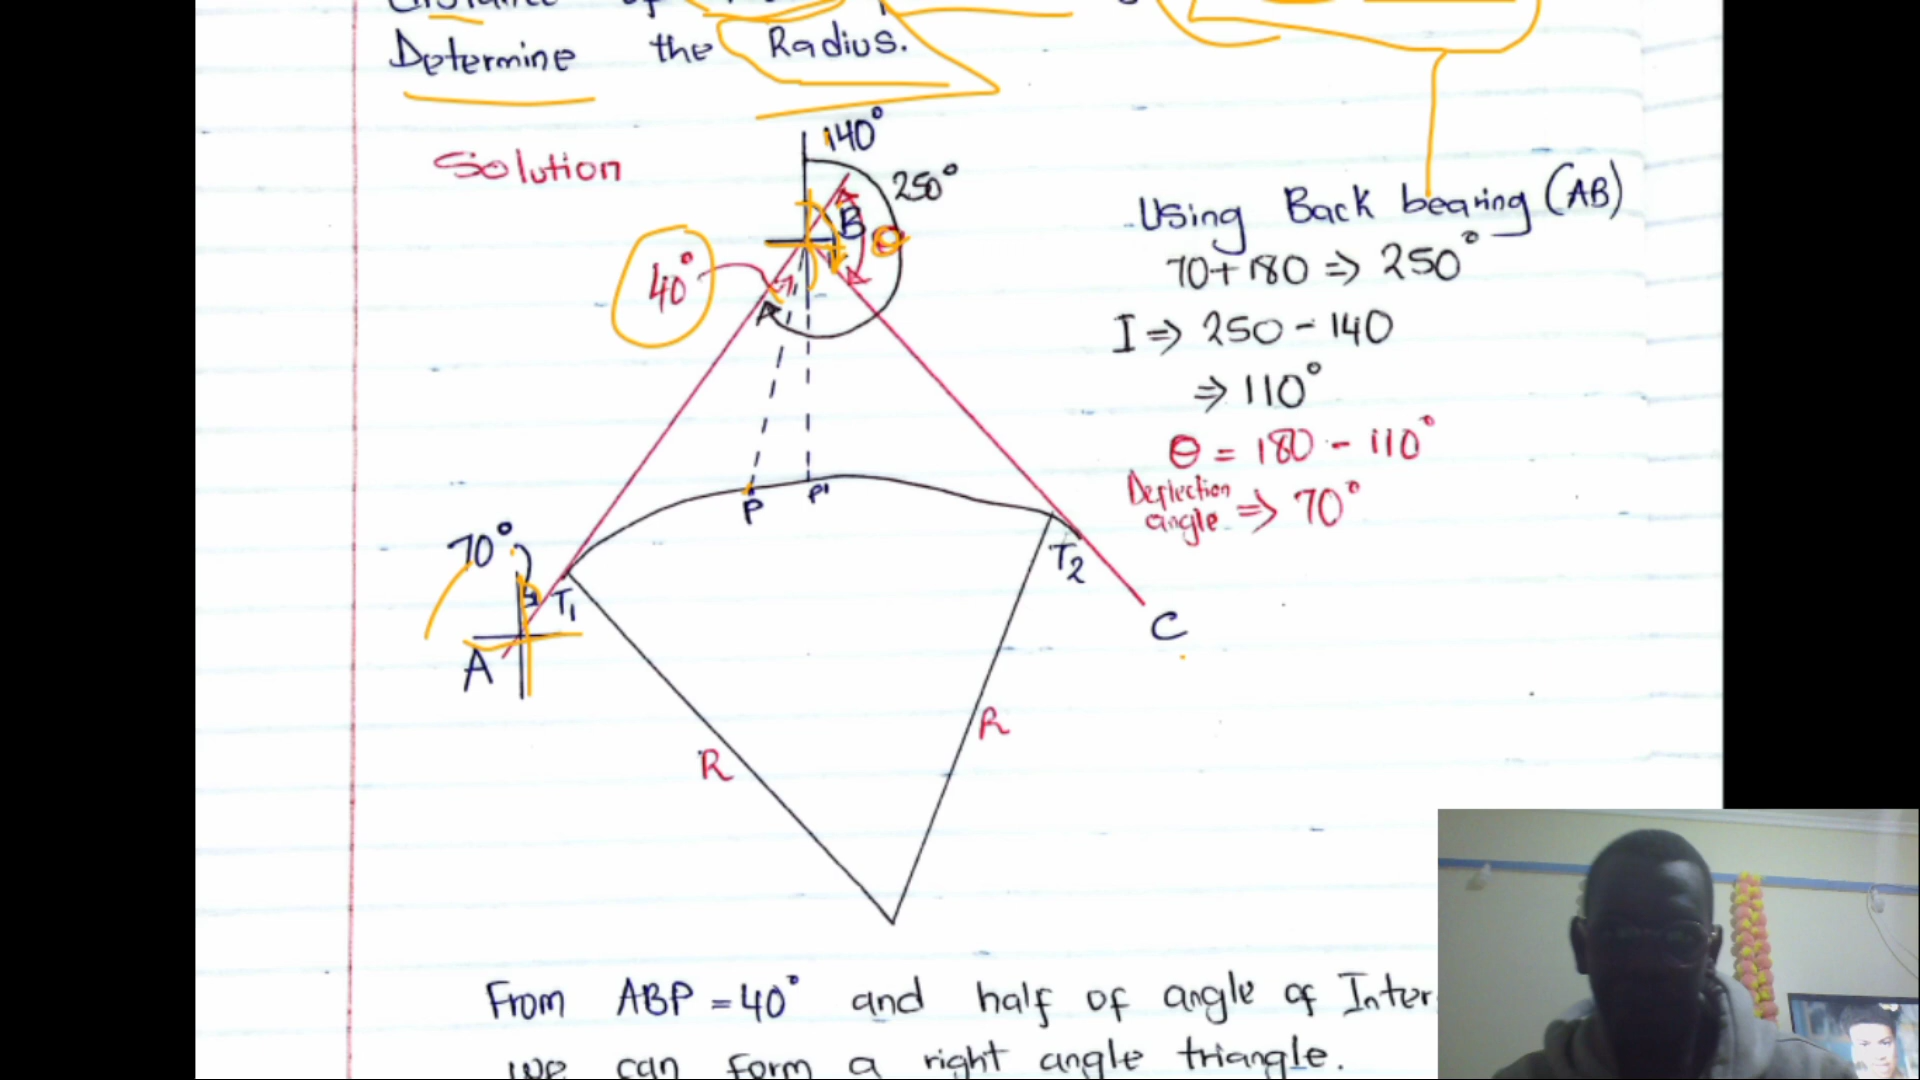 Determine the Radius.
140°
Solution
250°
B
θ
40°
Using Back bearing (AB)
70+180 => 250°
I => 250 - 140
=> 110°
θ = 180 - 110°
Deflection
angle => 70°
P
P'
70°
T1
T2
A
C
R
R
From ABP = 40° and half of angle of Inter
we can form a right angle triangle.